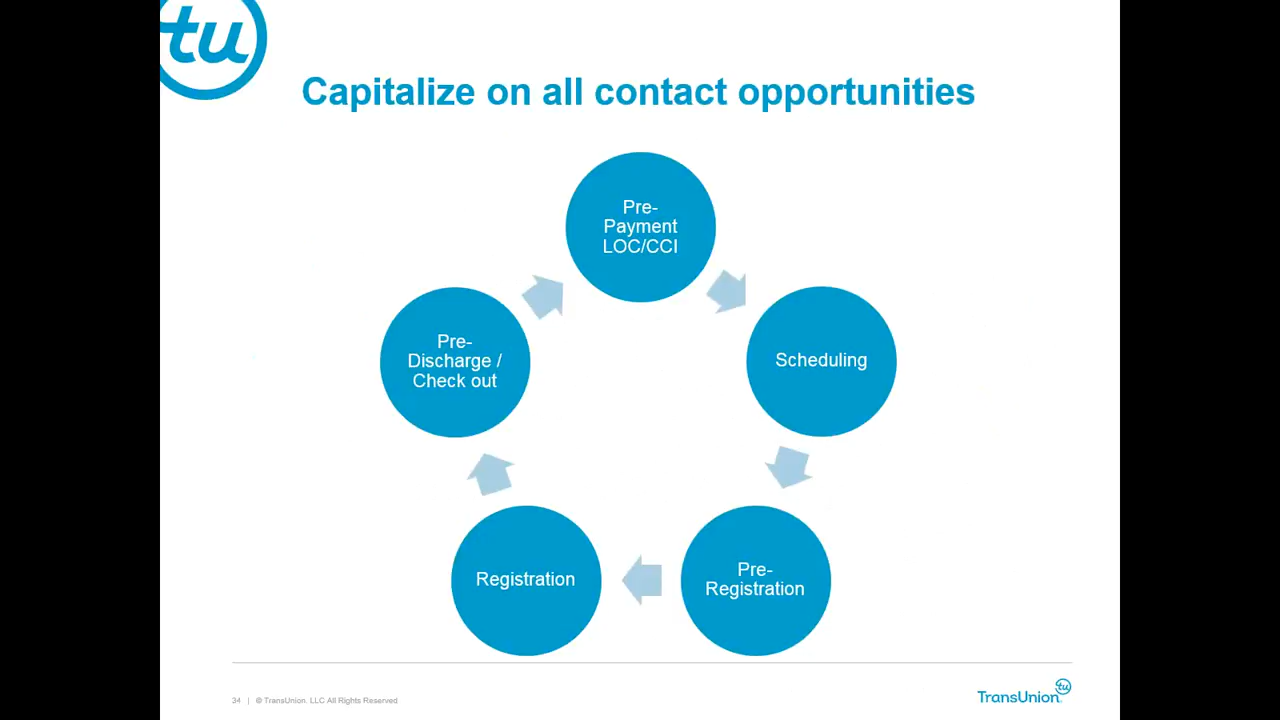 tu
Capitalize on all contact opportunities
Pre-
Payment
LOC/CCI
Scheduling
Pre-
Registration
Registration
Pre-
Discharge /
Check out
34 | © TransUnion. LLC All Rights Reserved
tu
TransUnion